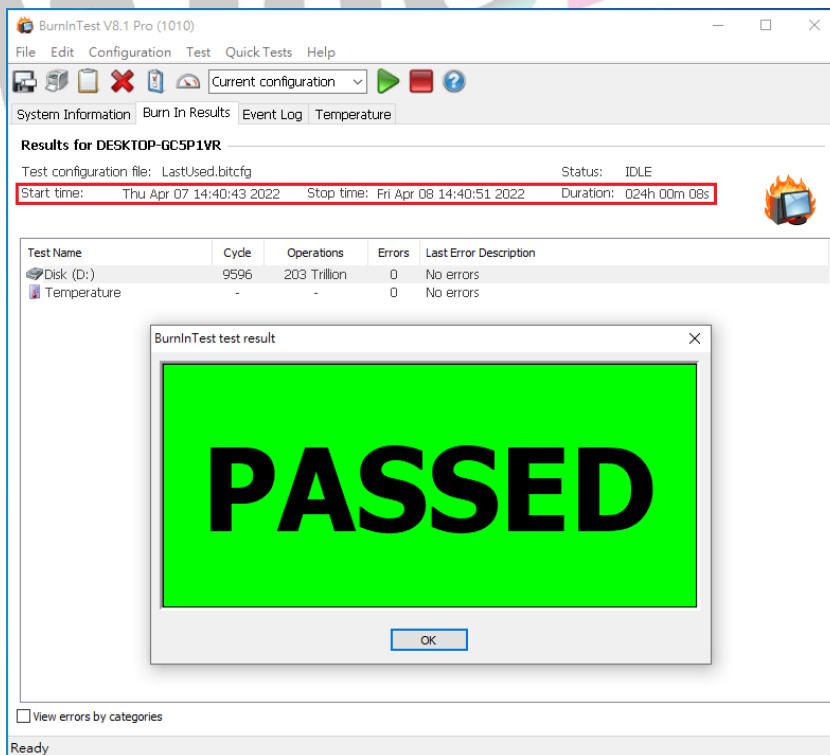 BurnInTest V8.1 Pro (1010)
File Edit Configuration Test Quick Tests Help
Current configuration
System Information Burn In Results Event Log Temperature
Results for DESKTOP-GC5P1VR
Test configuration file: LastUsed.bitcfg Status: IDLE
Start time: Thu Apr 07 14:40:43 2022 Stop time: Fri Apr 08 14:40:51 2022 Duration: 024h 00m 08s
Test Name Cycle Operations Errors Last Error Description
Disk (D:) 9596 203 Trillion 0 No errors
Temperature - - 0 No errors
BurnInTest test result
PASSED
OK
View errors by categories
Ready